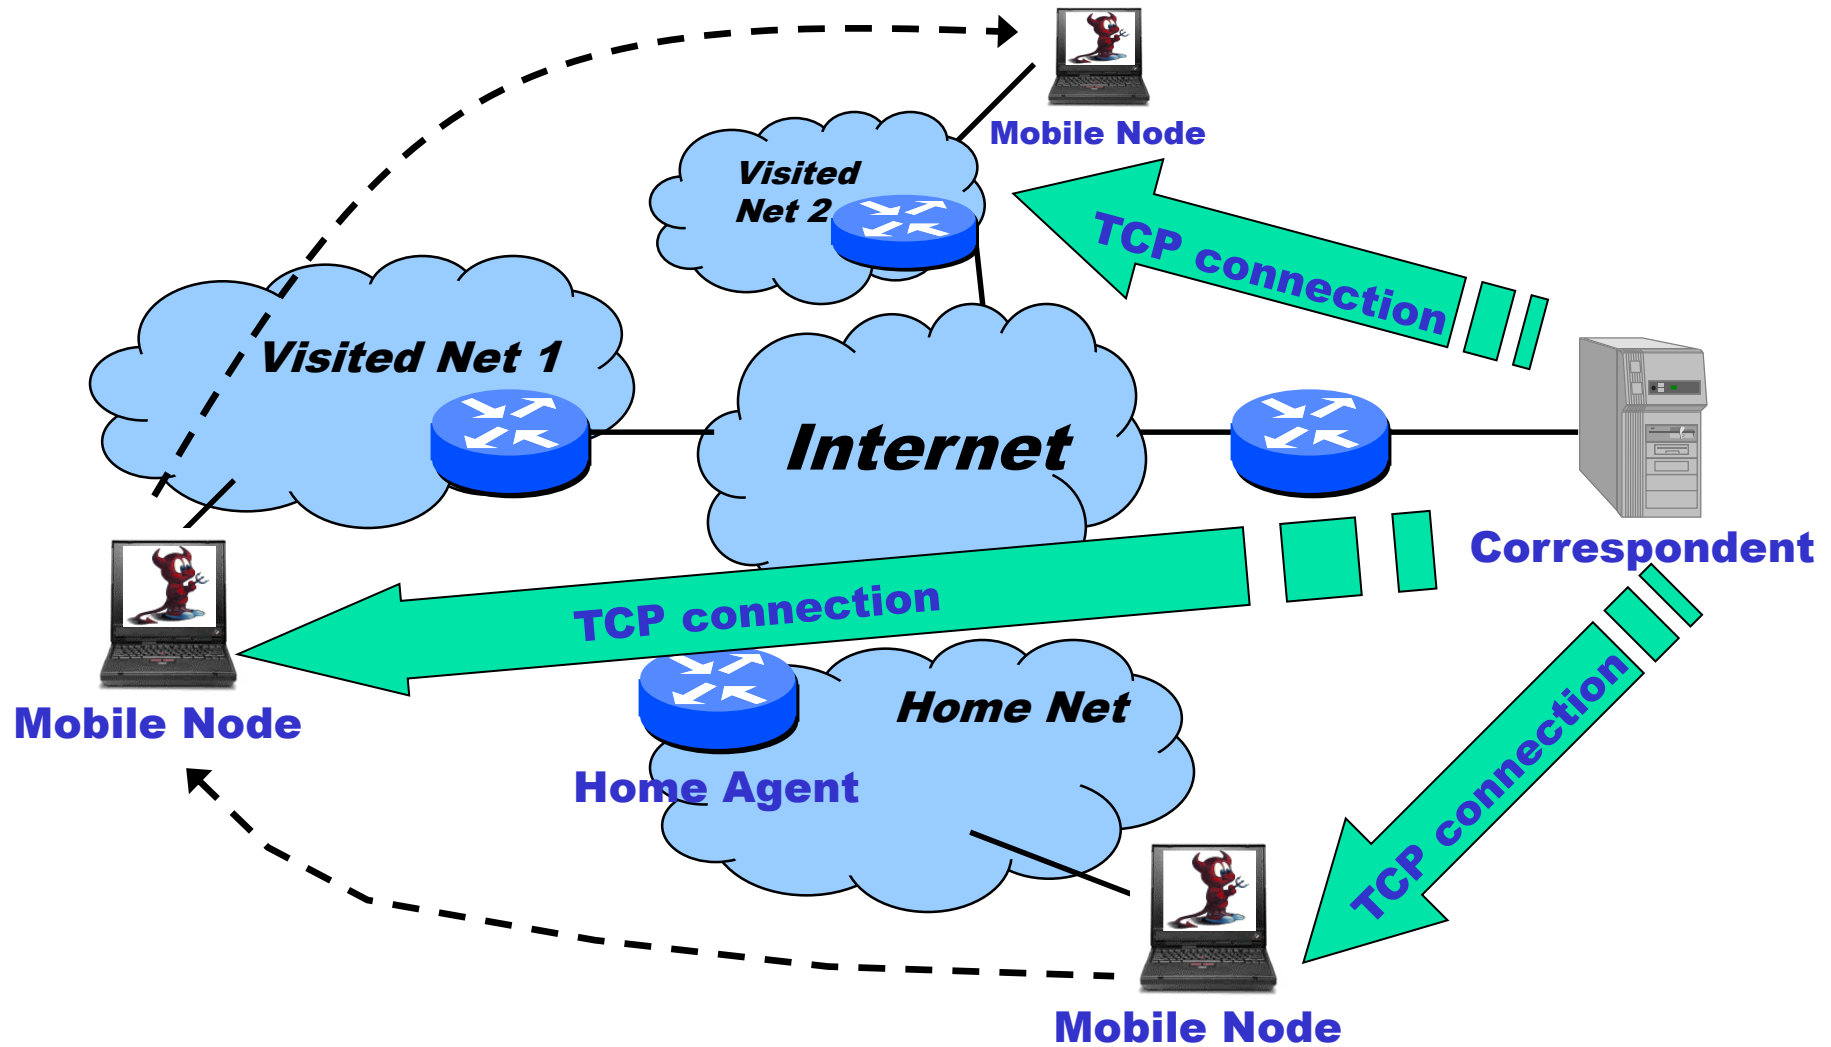 Mobile Node
Visited
Net 2
TCP connection
Visited Net 1
Internet
Correspondent
TCP connection
TCP connection
Home Net
Mobile Node
Home Agent
Mobile Node